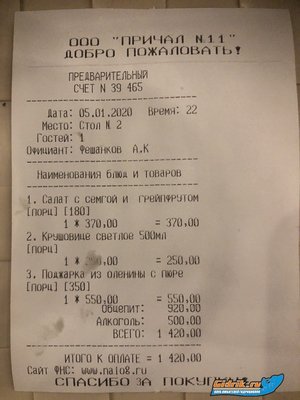 ООО "ПРИЧАЛ №11"
ДОБРО ПОЖАЛОВАТЬ!
ПРЕДВАРИТЕЛЬНЫЙ
СЧЕТ N 39 465
Дата: 05.01.2020 Время: 22
Место: Стол N 2
Гостей: 1
Официант: Фешанков А.К
Наименования блюд и товаров
1. Салат с семгой и грейпфрутом
[порц] [180]
1 * 370,00 = 370,00
2. Крушовице светлое 500мл
[порц]
1 * 250,00 = 250,00
3. Поджарка из оленины с пюре
[порц] [350]
1 * 550,00 = 550,00
Общепит: 920,00
Алкоголь: 500,00
ВСЕГО: 1 420,00
ИТОГО К ОПЛАТЕ = 1 420,00
Сайт ФНС: www.nalog.ru
СПАСИБО ЗА ПОКУПКУ!